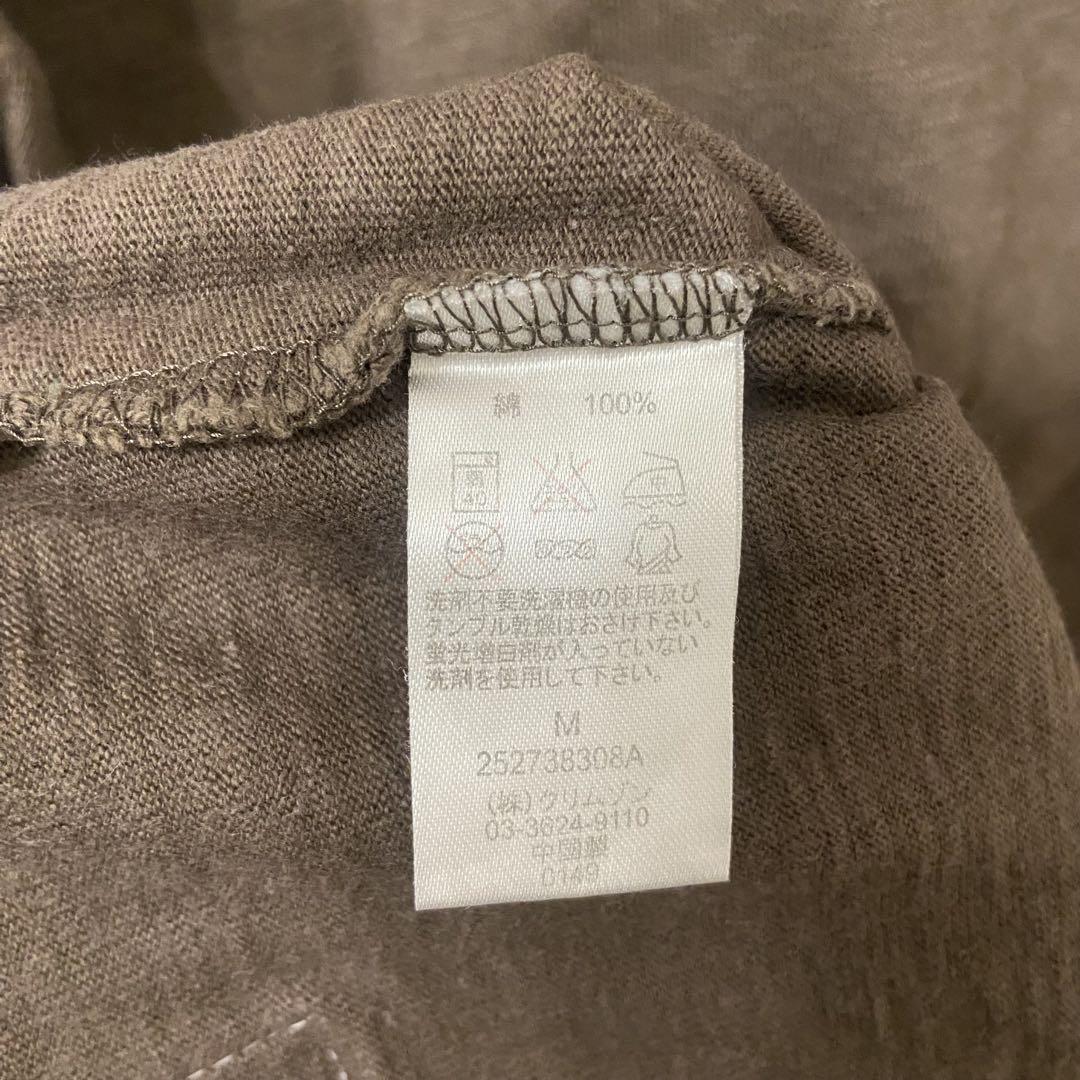 綿 100%
弱
40
中
洗剤不要洗濯機の使用及び
タンブル乾燥はおさけ下さい。
蛍光増白剤が入っていない
洗剤を使用して下さい。
M
252738308A
(株)クリムゾン
03-3624-9110
中国製
0149